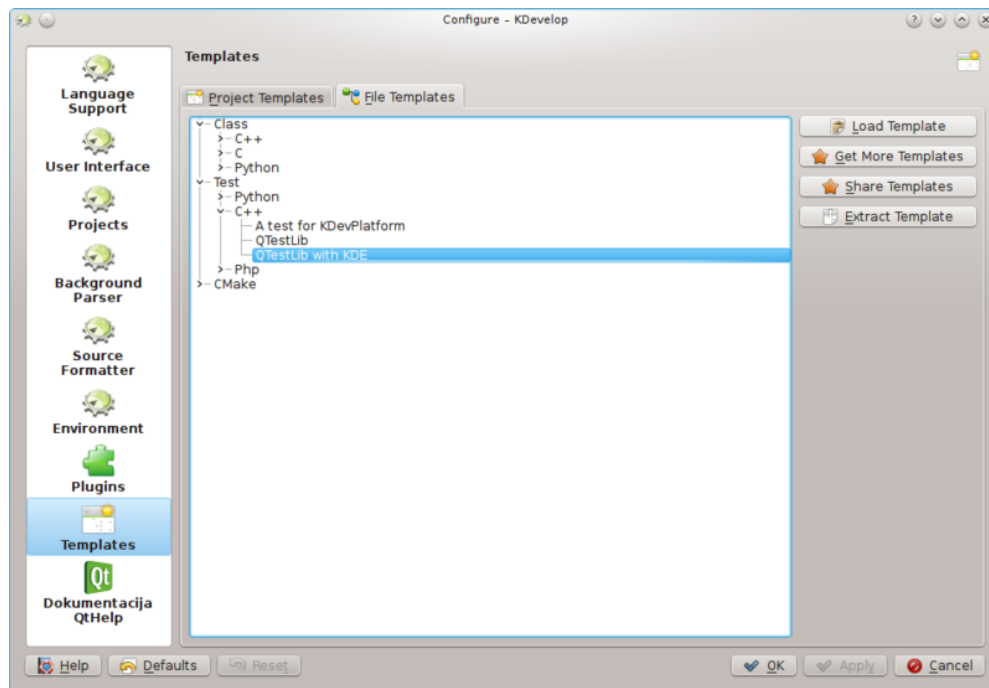 Configure – KDevelop
Language
Support
User Interface
Projects
Background
Parser
Source
Formatter
Environment
Plugins
Templates
Qt
Dokumentacija
QtHelp
Templates
Project Templates
File Templates
Class
C++
C
Python
Test
Python
C++
A test for KDevPlatform
QTestLib
QTestLib with KDE
Php
CMake
Load Template
Get More Templates
Share Templates
Extract Template
Help
Defaults
Reset
OK
Apply
Cancel